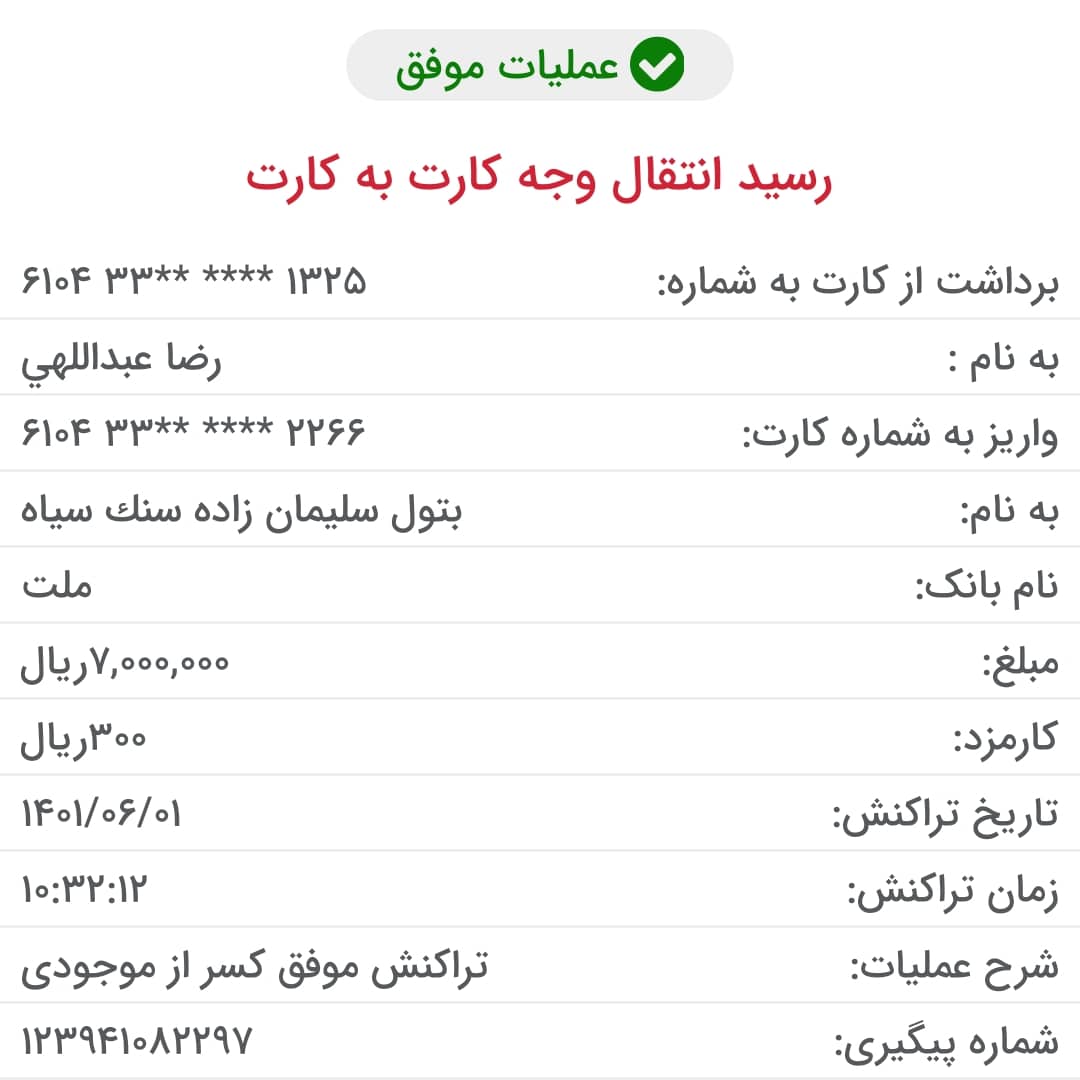 عملیات موفق
رسید انتقال وجه کارت به کارت
برداشت از کارت به شماره: ۶۱۰۴ ۳۳** **** ۱۳۲۵
به نام : رضا عبداللهي
واریز به شماره کارت: ۶۱۰۴ ۳۳** **** ۲۲۶۶
به نام: بتول سلیمان زاده سنك سیاه
نام بانک: ملت
مبلغ: ۷,۰۰۰,۰۰۰ریال
کارمزد: ۳۰۰ریال
تاریخ تراکنش: ۱۴۰۱/۰۶/۰۱
زمان تراکنش: ۱۰:۳۲:۱۲
شرح عملیات: تراکنش موفق کسر از موجودی
شماره پیگیری: ۱۲۳۹۴۱۰۸۲۲۹۷